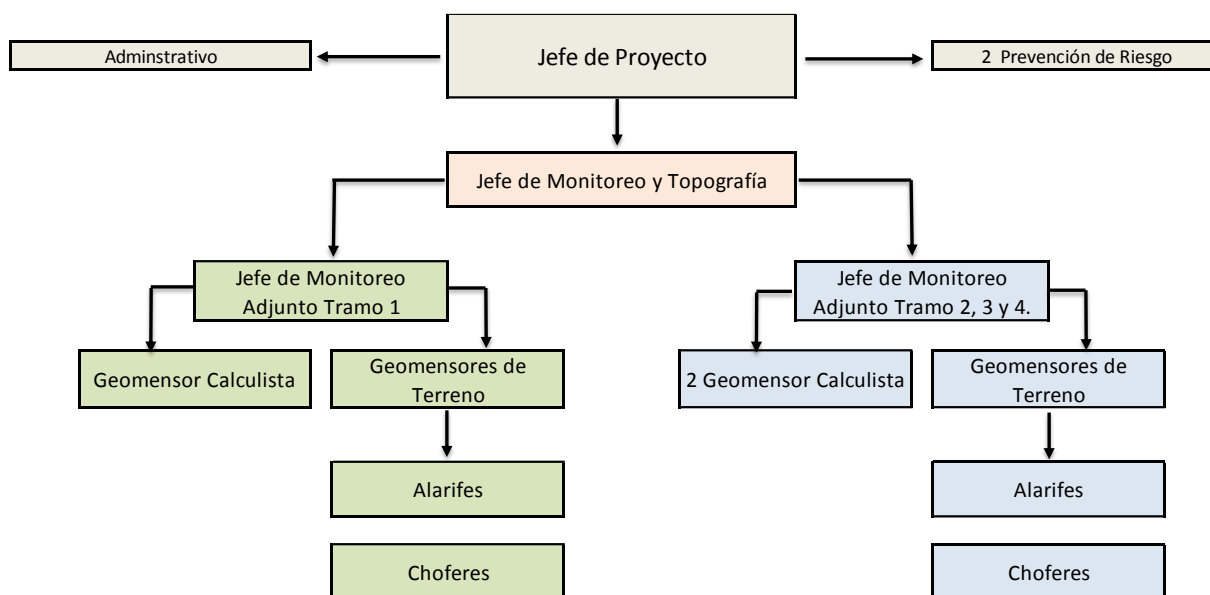 Jefe de Proyecto
Adminstrativo
2 Prevención de Riesgo
Jefe de Monitoreo y Topografía
Jefe de Monitoreo
Adjunto Tramo 1
Jefe de Monitoreo
Adjunto Tramo 2, 3 y 4.
Geomensor Calculista
Geomensores de
Terreno
2 Geomensor Calculista
Geomensores de
Terreno
Alarifes
Alarifes
Choferes
Choferes